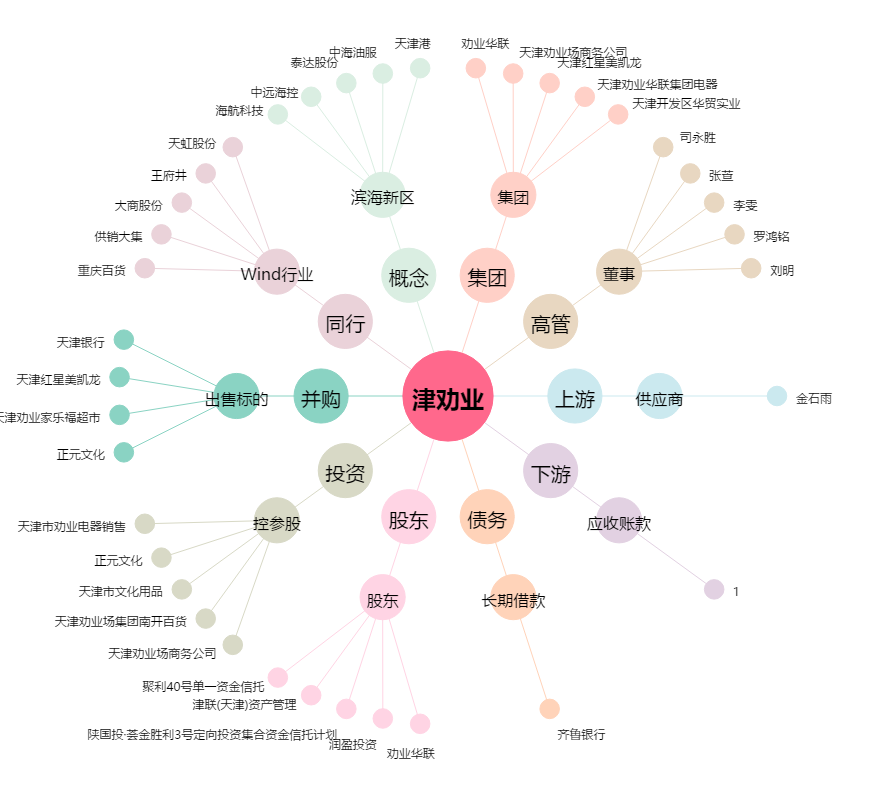 天津港
劝业华联
中海油服
天津劝业场商务公司
泰达股份
天津红星美凯龙
中远海控
天津劝业华联集团电器
海航科技
天津开发区华贸实业
天虹股份
司永胜
王府井
张荁
大商股份
李雯
滨海新区
集团
供销大集
罗鸿铭
重庆百货
Wind行业
概念
集团
董事
刘明
同行
高管
天津银行
天津红星美凯龙
出售标的
并购
津劝业
上游
供应商
金石雨
天津劝业家乐福超市
正元文化
投资
下游
天津市劝业电器销售
控参股
股东
债务
应收账款
正元文化
天津市文化用品
股东
长期借款
1
天津劝业场集团南开百货
天津劝业场商务公司
聚利40号单一资金信托
津联(天津)资产管理
陕国投·荟金胜利3号定向投资集合资金信托计划
润盈投资
劝业华联
齐鲁银行